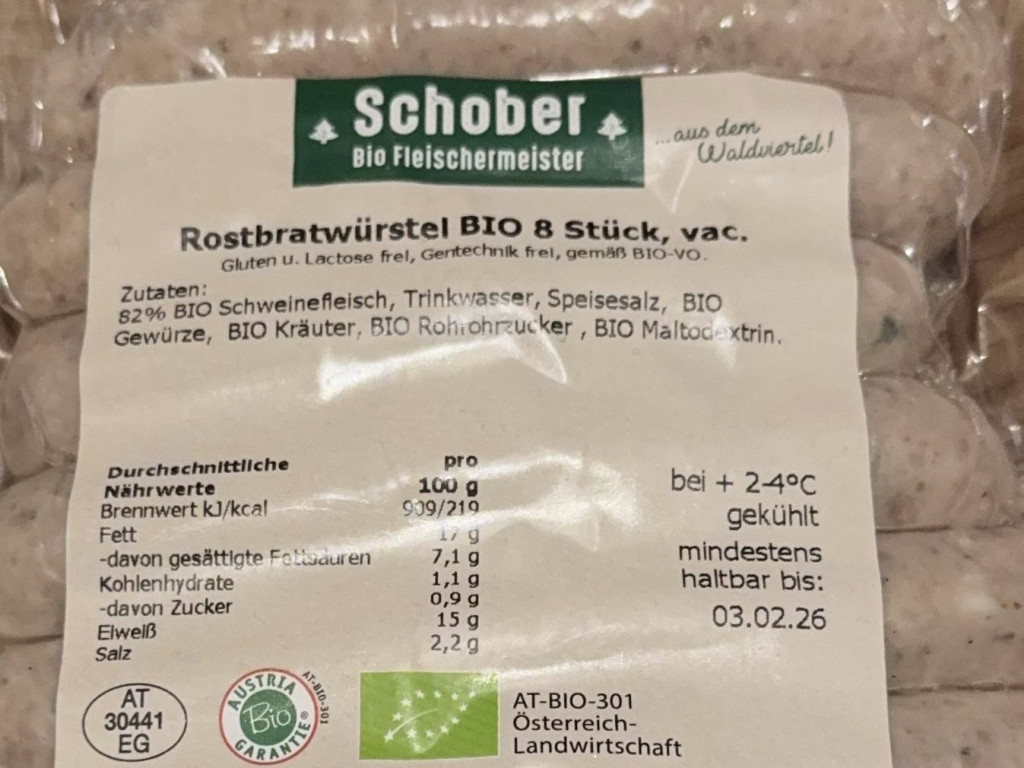 Schober
Bio Fleischermeister
...aus dem
Waldviertel!
Rostbratwürstel BIO 8 Stück, vac.
Gluten u. Lactose frei, Gentechnik frei, gemäß BIO-VO.
Zutaten:
82% BIO Schweinefleisch, Trinkwasser, Speisesalz, BIO
Gewürze, BIO Kräuter, BIO Rohrohrzucker , BIO Maltodextrin.
Durchschnittliche pro
Nährwerte 100 g
Brennwert kJ/kcal 909/219
Fett 17 g
-davon gesättigte Fettsäuren 7,1 g
Kohlenhydrate 1,1 g
-davon Zucker 0,9 g
Eiweiß 15 g
Salz 2,2 g
bei + 2-4°C
gekühlt
mindestens
haltbar bis:
03.02.26
AT
30441
EG
AUSTRIA
Bio
GARANTIE®
AT-BIO-301
AT-BIO-301
Österreich-
Landwirtschaft